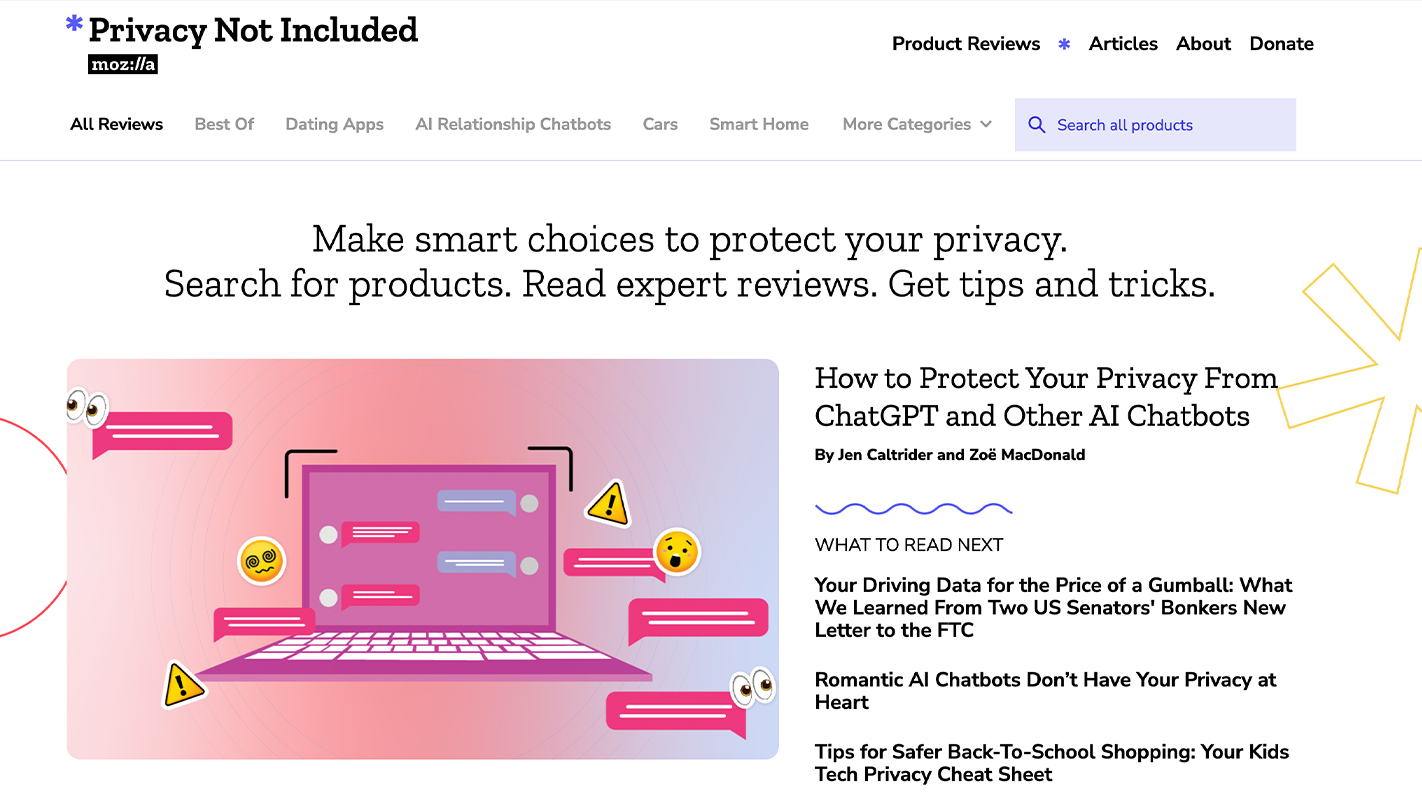 *Privacy Not Included
moz://a
Product Reviews * Articles About Donate
All Reviews Best Of Dating Apps AI Relationship Chatbots Cars Smart Home More Categories Search all products
Make smart choices to protect your privacy.
Search for products. Read expert reviews. Get tips and tricks.
How to Protect Your Privacy From
ChatGPT and Other AI Chatbots
By Jen Caltrider and Zoë MacDonald
WHAT TO READ NEXT
Your Driving Data for the Price of a Gumball: What
We Learned From Two US Senators' Bonkers New
Letter to the FTC
Romantic AI Chatbots Don’t Have Your Privacy at
Heart
Tips for Safer Back-To-School Shopping: Your Kids
Tech Privacy Cheat Sheet